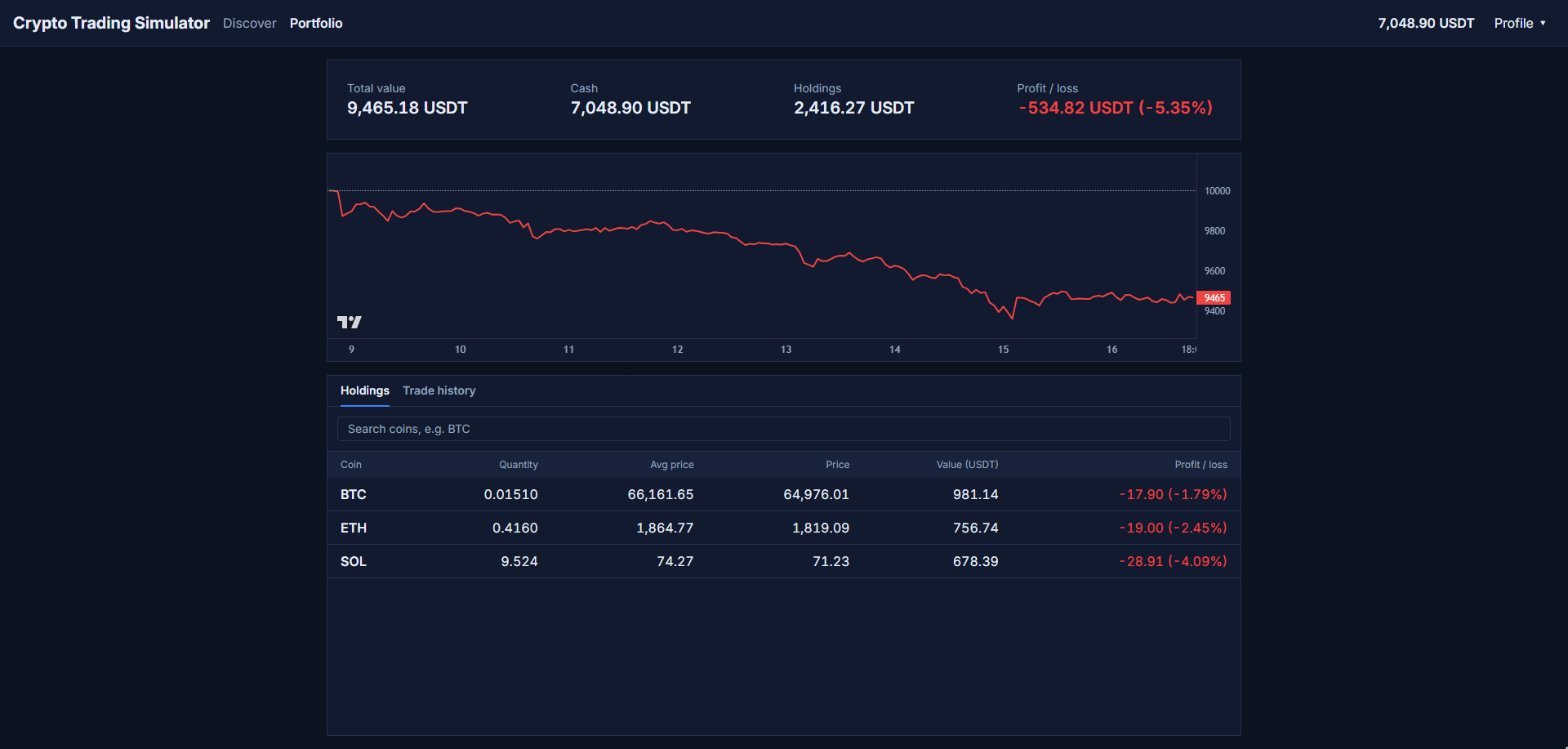 Crypto Trading Simulator Discover Portfolio 7,048.90 USDT Profile ▼
Total value Cash Holdings Profit / loss
9,465.18 USDT 7,048.90 USDT 2,416.27 USDT -534.82 USDT (-5.35%)
10000
9800
9600
9465
9400
9 10 11 12 13 14 15 16 18:
Holdings Trade history
Search coins, e.g. BTC
Coin Quantity Avg price Price Value (USDT) Profit / loss
BTC 0.01510 66,161.65 64,976.01 981.14 -17.90 (-1.79%)
ETH 0.4160 1,864.77 1,819.09 756.74 -19.00 (-2.45%)
SOL 9.524 74.27 71.23 678.39 -28.91 (-4.09%)